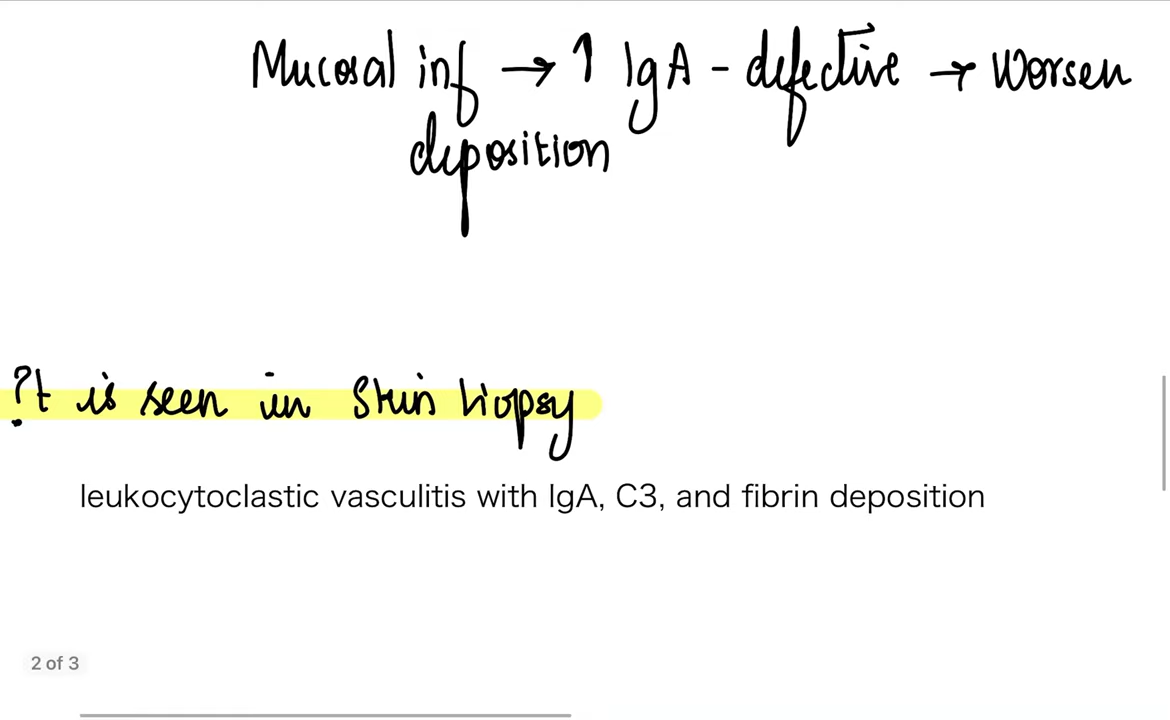 Mucosal inf → ↑ IgA - defective → Worsen
deposition
?t is seen in Skin biopsy
leukocytoclastic vasculitis with IgA, C3, and fibrin deposition
2 of 3